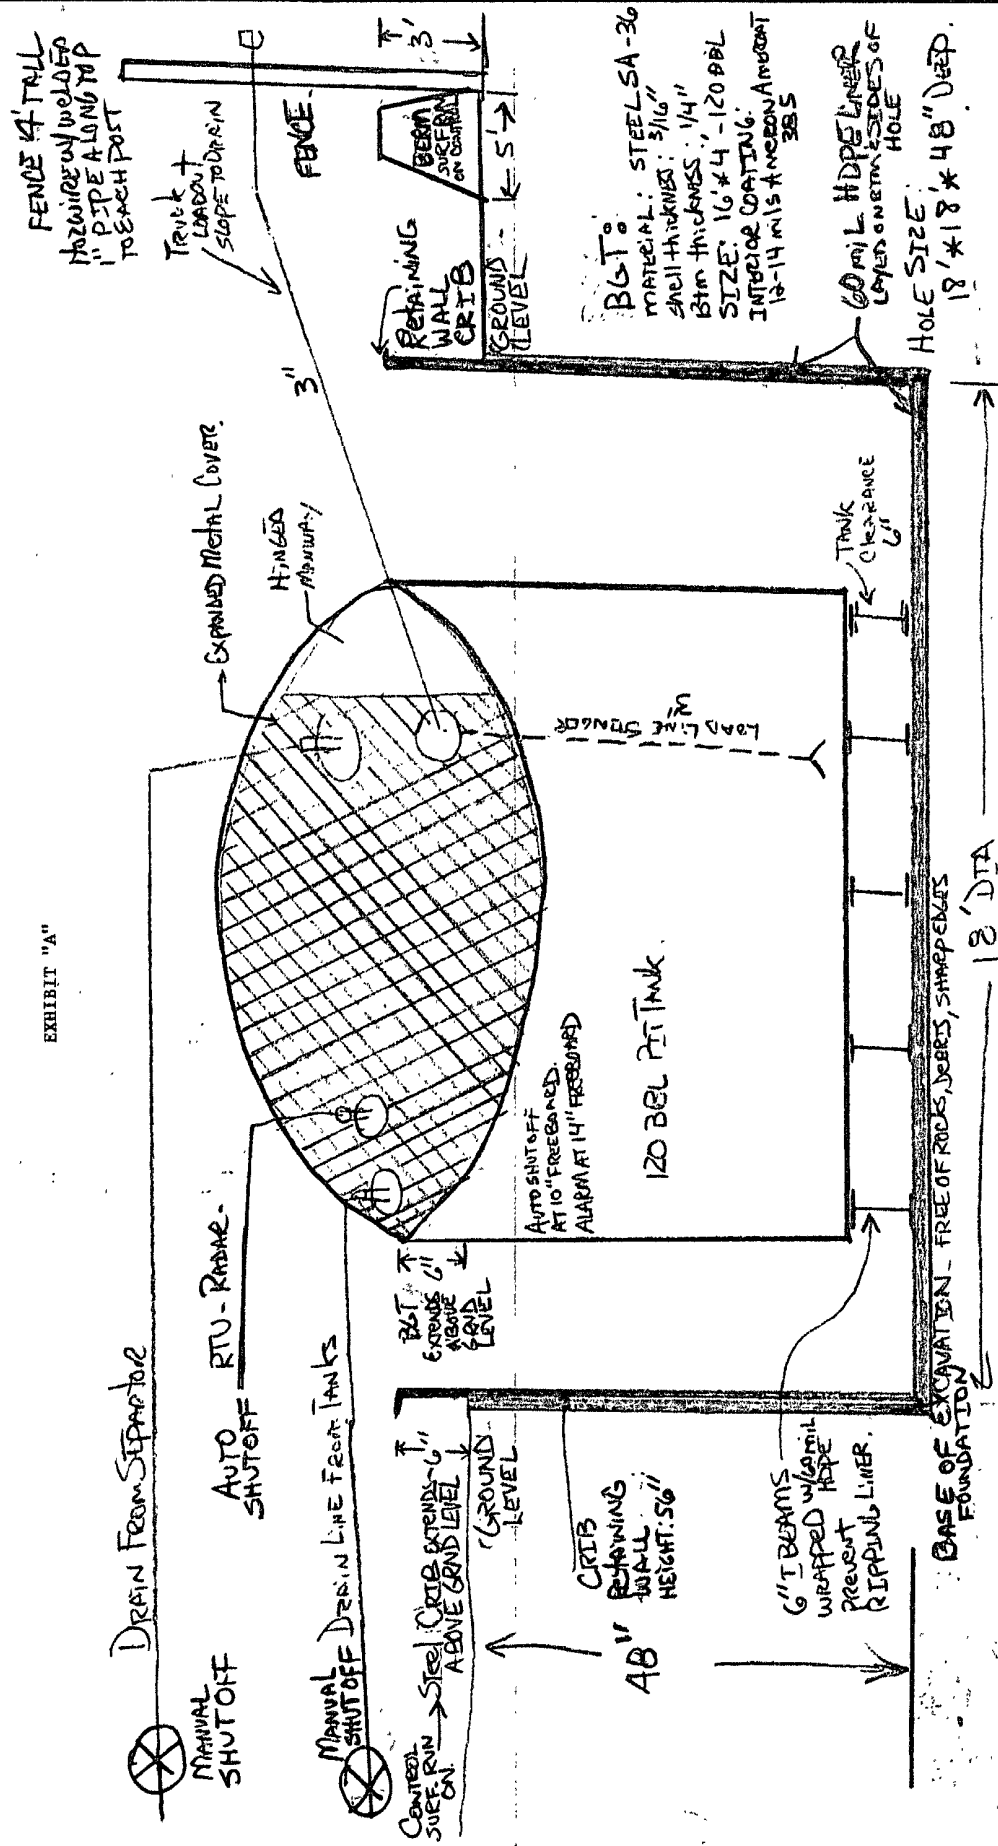 EXHIBIT "A"
DRAIN FROM SEPARTOR
MANUAL
SHUTOFF
AUTO
SHUTOFF
RTU-RADAR.
MANUAL
SHUTOFF
DRAIN LINE FROM TANKS
CONTROL
SURF. RUN
ON.
STEEL CRIB EXTENDS 6"
ABOVE GRND LEVEL
GROUND
LEVEL
BGT
EXTENDS 6"
ABOVE
GRND
LEVEL
CRIB
RETAINING
WALL
HEIGHT: 56"
48"
6" I BEAMS
WRAPPED W/60mil
HDPE
PREVENT
RIPPING LINER.
BASE OF EXCAVATION - FREE OF ROCKS, DEBRIS, SHARP EDGES
FOUNDATION
18' DIA
AUTO SHUTOFF
AT 10" FREEBOARD.
ALARM AT 14" FREEBOARD
120 BBL PIT TANK
LOAD LINE STINGER
3"
TANK
CLEARANCE
6"
EXPANDED METAL COVER.
HINGED
MANWAY
3"
FENCE 4' TALL
HOGWIRE W/WELDED
1" PIPE ALONG TOP
TO EACH POST
TRUCK
LOADOUT
SLOPE TO DRAIN
FENCE.
3'
BERM
SURF RN
ON CONTROL
5'
RETAINING
WALL
CRIB
GROUND
LEVEL
BGT:
MATERIAL: STEEL SA-36
Shell thickness: 3/16"
Btm thickness: 1/4"
SIZE: 16'*4'-120 BBL
INTERIOR COATING:
12-14 mils AMERON AMERCOAT
385
60 MIL HDPE LINER
LAYED ON BTM & SIDES OF
HOLE
HOLE SIZE:
18'*18'*48" DEEP.